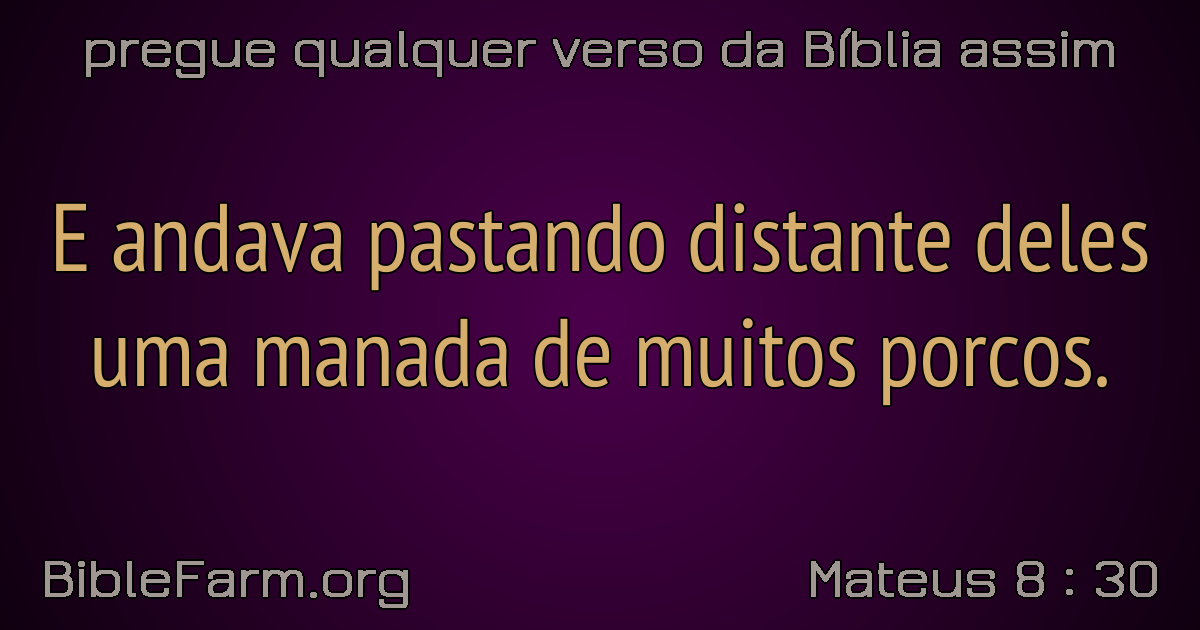 pregue qualquer verso da Bíblia assim
E andava pastando distante deles
uma manada de muitos porcos.
BibleFarm.org
Mateus 8 : 30